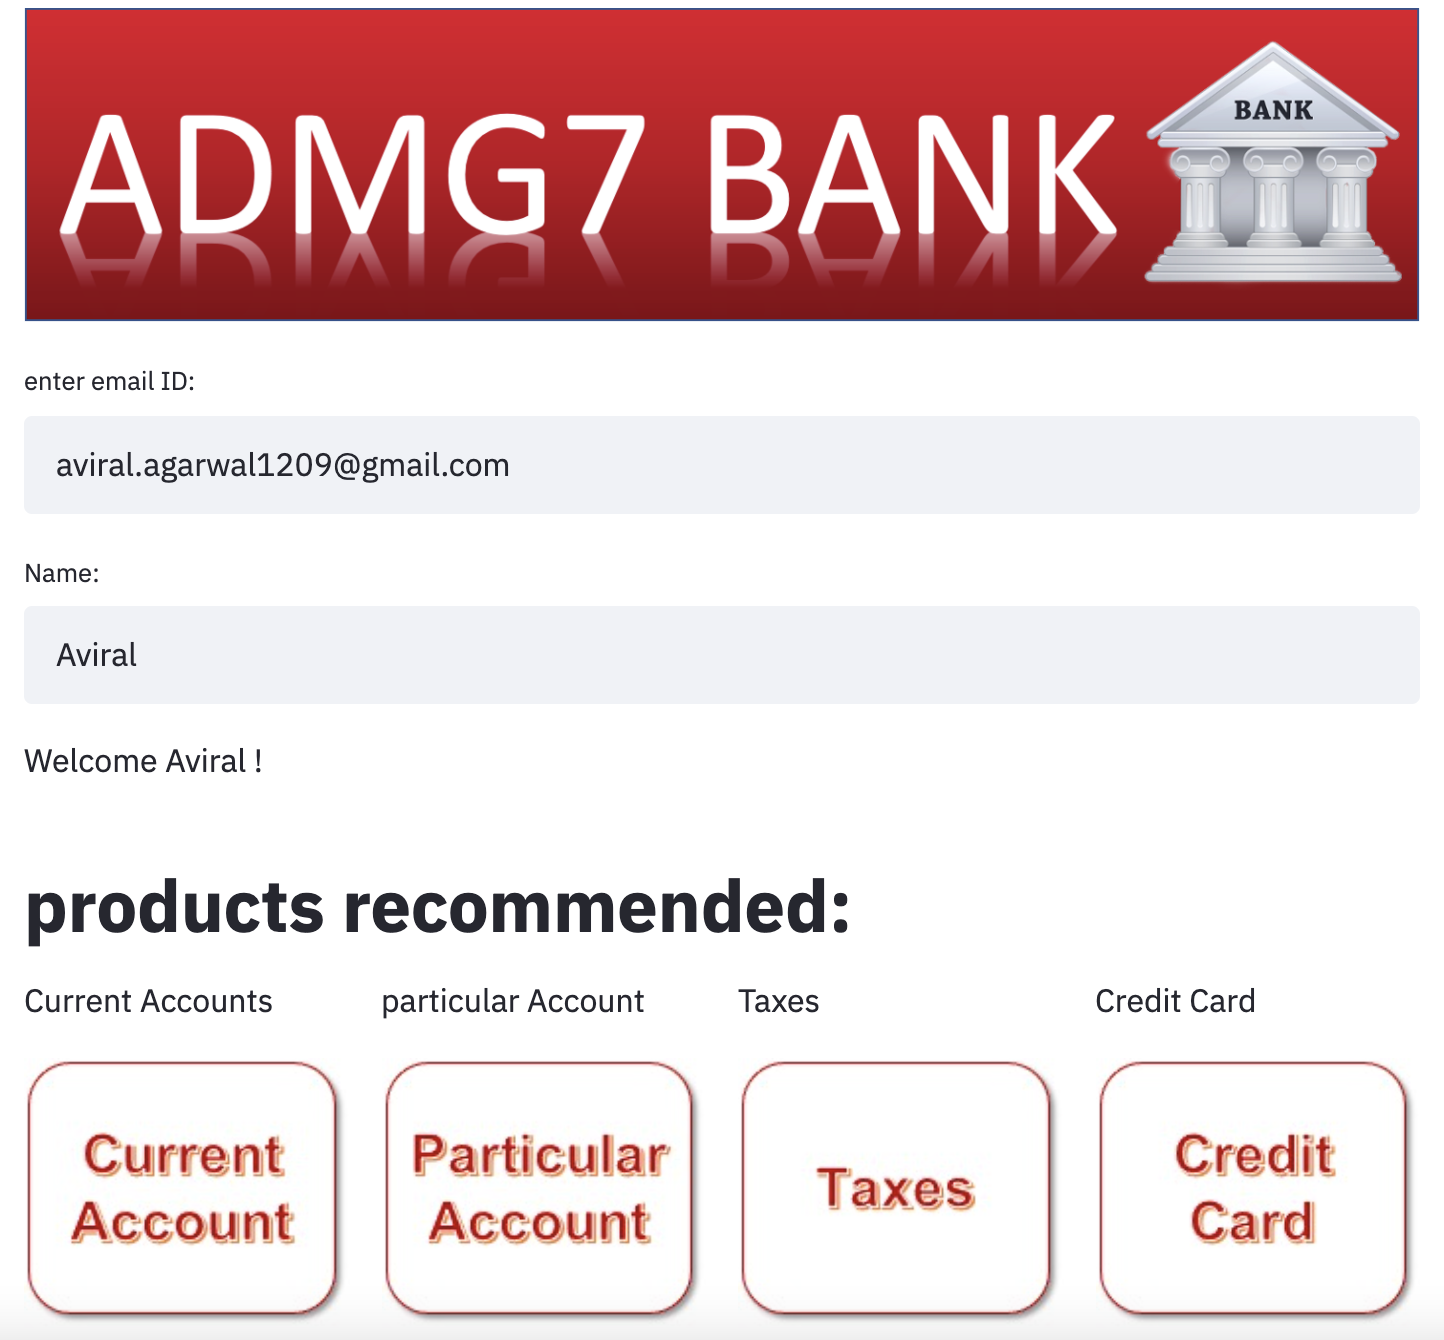 ADMG7 BANK
BANK
enter email ID:
aviral.agarwal1209@gmail.com
Name:
Aviral
Welcome Aviral !
products recommended:
Current Accounts
particular Account
Taxes
Credit Card
Current
Account
Particular
Account
Taxes
Credit
Card